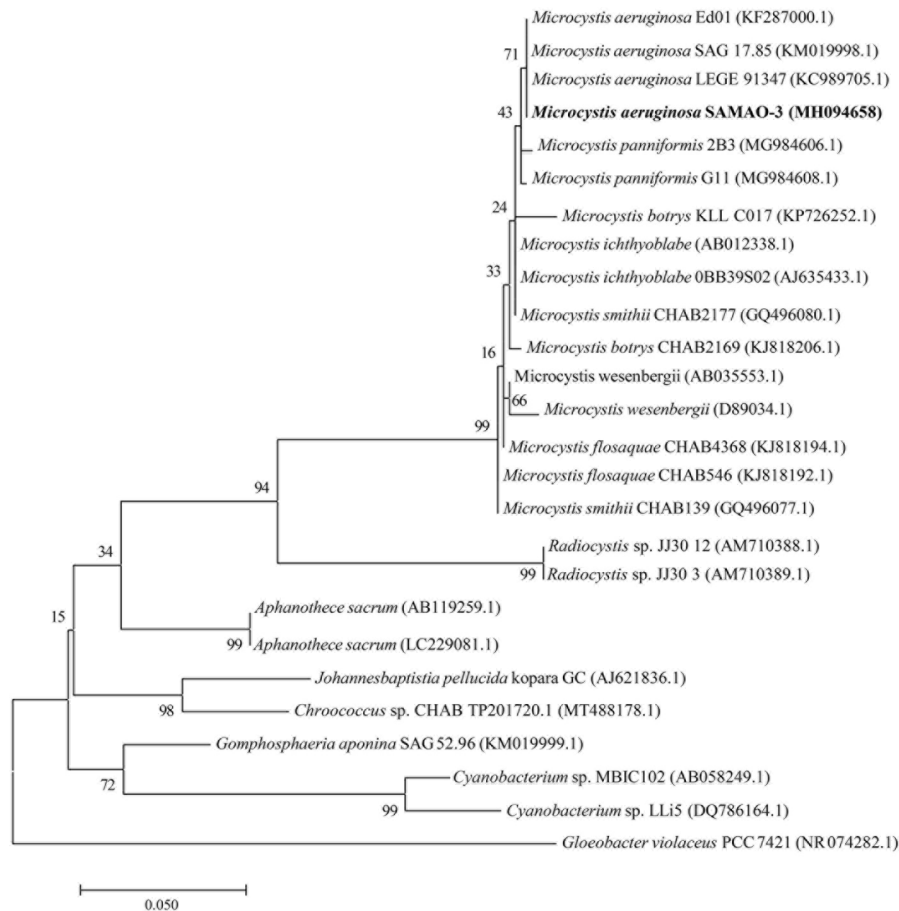 Microcystis aeruginosa Ed01 (KF287000.1)
71
Microcystis aeruginosa SAG 17.85 (KM019998.1)
Microcystis aeruginosa LEGE 91347 (KC989705.1)
43
Microcystis aeruginosa SAMAO-3 (MH094658)
Microcystis panniformis 2B3 (MG984606.1)
Microcystis panniformis G11 (MG984608.1)
24
Microcystis botrys KLL C017 (KP726252.1)
Microcystis ichthyoblabe (AB012338.1)
33
Microcystis ichthyoblabe 0BB39S02 (AJ635433.1)
Microcystis smithii CHAB2177 (GQ496080.1)
16
Microcystis botrys CHAB2169 (KJ818206.1)
Microcystis wesenbergii (AB035553.1)
66
Microcystis wesenbergii (D89034.1)
99
Microcystis flosaquae CHAB4368 (KJ818194.1)
Microcystis flosaquae CHAB546 (KJ818192.1)
94
Microcystis smithii CHAB139 (GQ496077.1)
34
Radiocystis sp. JJ30 12 (AM710388.1)
99
Radiocystis sp. JJ30 3 (AM710389.1)
15
Aphanothece sacrum (AB119259.1)
99
Aphanothece sacrum (LC229081.1)
Johannesbaptistia pellucida kopara GC (AJ621836.1)
98
Chroococcus sp. CHAB TP201720.1 (MT488178.1)
Gomphosphaeria aponina SAG 52.96 (KM019999.1)
72
Cyanobacterium sp. MBIC102 (AB058249.1)
99
Cyanobacterium sp. LLi5 (DQ786164.1)
Gloeobacter violaceus PCC 7421 (NR 074282.1)
0.050